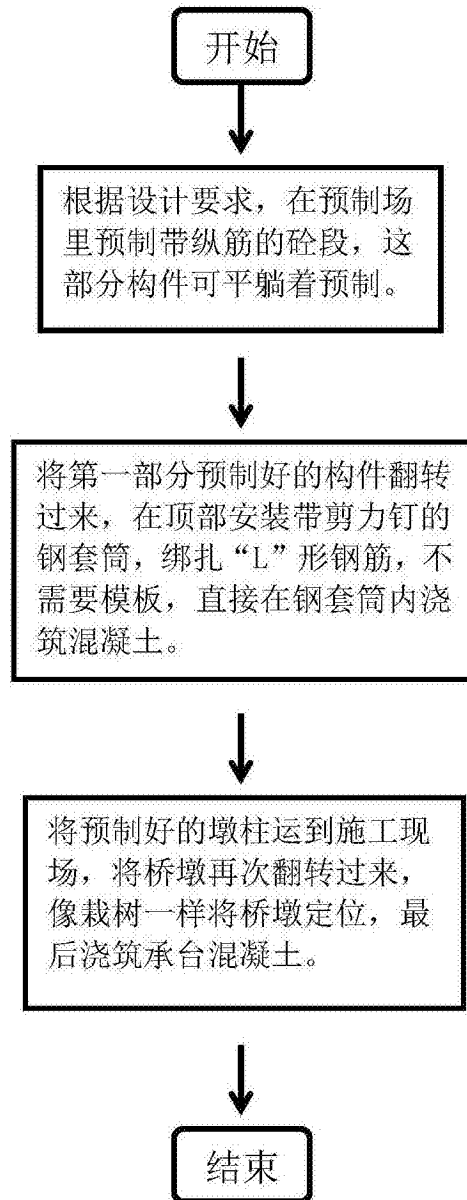 开始
根据设计要求，在预制场
里预制带纵筋的砼段，这
部分构件可平躺着预制。
将第一部分预制好的构件翻转
过来，在顶部安装带剪力钉的
钢套筒，绑扎“L”形钢筋，不
需要模板，直接在钢套筒内浇
筑混凝土。
将预制好的墩柱运到施工现
场，将桥墩再次翻转过来，
像栽树一样将桥墩定位，最
后浇筑承台混凝土。
结束